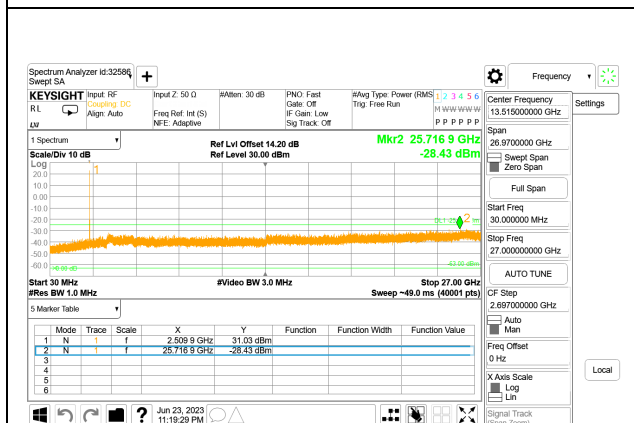 Spectrum Analyzer id:32586
Swept SA
+
Frequency
KEYSIGHT Input: RF Input Z: 50 Ω #Atten: 30 dB PNO: Fast #Avg Type: Power (RMS 1 2 3 4 5 6
RL Coupling: DC Gate: Off Trig: Free Run M W W W W W
Align: Auto Freq Ref: Int (S) IF Gain: Low
LXI NFE: Adaptive Sig Track: Off P P P P P P
Center Frequency
13.515000000 GHz
Settings
Span
26.9700000 GHz
Swept Span
Zero Span
Full Span
Start Freq
30.000000 MHz
Stop Freq
27.00000000 GHz
AUTO TUNE
CF Step
2.697000000 GHz
Auto
Man
Freq Offset
0 Hz
X Axis Scale
Log
Lin
Local
Signal Track
(Span Zoom)
1 Spectrum
Ref Lvl Offset 14.20 dB Mkr2 25.716 9 GHz
Scale/Div 10 dB Ref Level 30.00 dBm -28.43 dBm
Log
1
20.0
10.0
0.00
-10.0
-20.0
2
-30.0
-40.0
-50.0
-60.0
Start 30 MHz #Video BW 3.0 MHz Stop 27.00 GHz
#Res BW 1.0 MHz Sweep ~49.0 ms (40001 pts)
5 Marker Table
Mode Trace Scale X Y Function Function Width Function Value
1 N 1 f 2.509 9 GHz 31.03 dBm
2 N 1 f 25.716 9 GHz -28.43 dBm
3
4
5
6
? Jun 23, 2023
11:19:29 PM